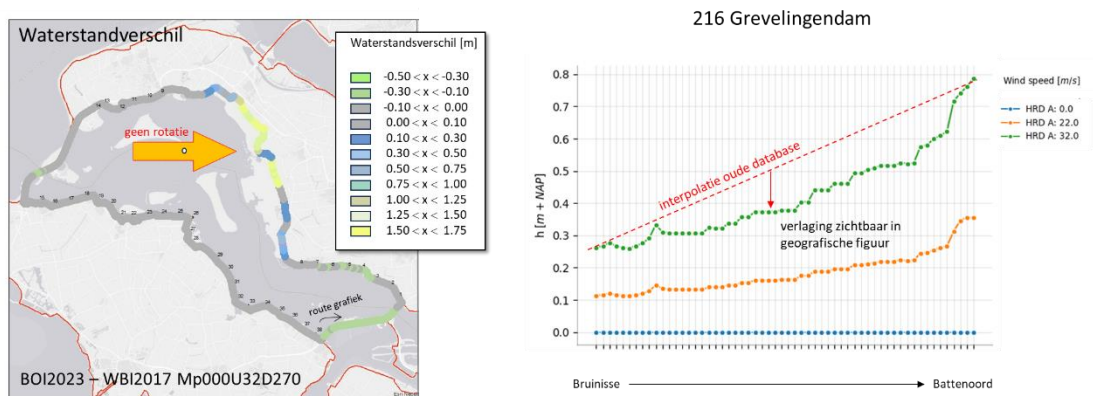 Waterstandverschil
geen rotatie
route grafiek
BOI2023 – WBI2017 Mp000U32D270
Waterstandsverschil [m]
-0.50 < x < -0.30
-0.30 < x < -0.10
-0.10 < x < 0.00
0.00 < x < 0.10
0.10 < x < 0.30
0.30 < x < 0.50
0.50 < x < 0.75
0.75 < x < 1.00
1.00 < x < 1.25
1.25 < x < 1.50
1.50 < x < 1.75
216 Grevelingendam
h [m + NAP]
0.8
0.7
0.6
0.5
0.4
0.3
0.2
0.1
0.0
interpolatie oude database
verlaging zichtbaar in
geografische figuur
Wind speed [m/s]
HRD A: 0.0
HRD A: 22.0
HRD A: 32.0
Bruinisse
Battenoord